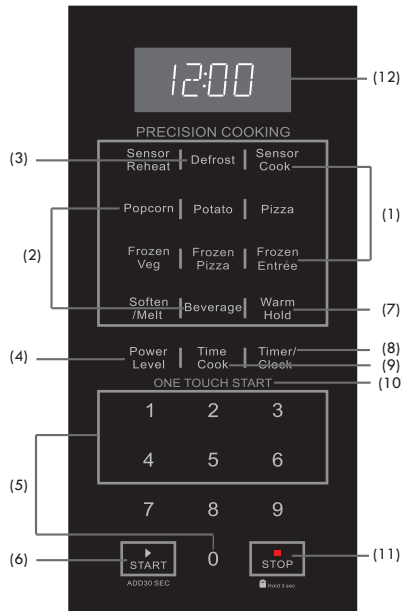 12:00
(12)
PRECISION COOKING
(3)
Sensor Reheat
Defrost
Sensor Cook
(1)
Popcorn
Potato
Pizza
(2)
Frozen Veg
Frozen Pizza
Frozen Entrée
Soften /Melt
Beverage
Warm Hold
(7)
(4)
Power Level
Time Cook
Timer/ Clock
(8)
(9)
ONE TOUCH START
(10
1 2 3
4 5 6
(5)
7 8 9
(6)
START
0
STOP
(11)
ADD30 SEC
Hold 3 sec